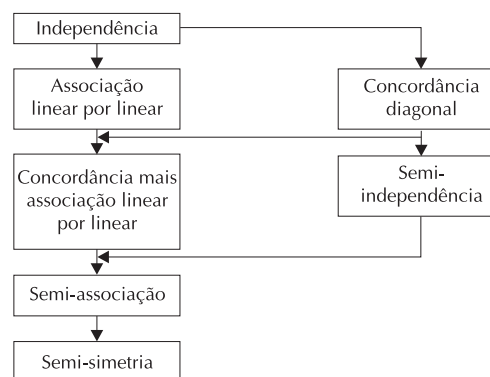 Independência
Associação
linear por linear
Concordância
diagonal
Concordância mais
associação linear
por linear
Semi-
independência
Semi-associação
Semi-simetria